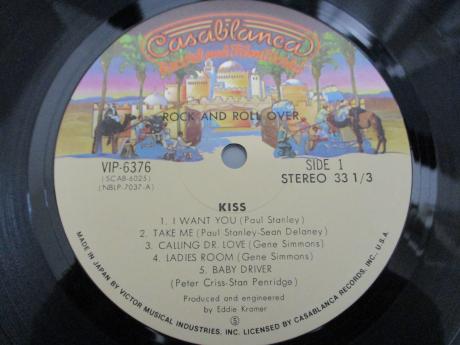 Casablanca
Record and FilmWorks
ROCK AND ROLL OVER
VIP-6376
(SCAB-6025)
(NBLP-7037-A)
SIDE 1
STEREO 33 1/3
KISS
1. I WANT YOU (Paul Stanley)
2. TAKE ME (Paul Stanley-Sean Delaney)
3. CALLING DR. LOVE (Gene Simmons)
4. LADIES ROOM (Gene Simmons)
5. BABY DRIVER
(Peter Criss-Stan Penridge)
Produced and engineered
by Eddie Kramer
S
MADE IN JAPAN BY VICTOR MUSICAL INDUSTRIES, INC. LICENSED BY CASABLANCA RECORDS, INC., U.S.A.